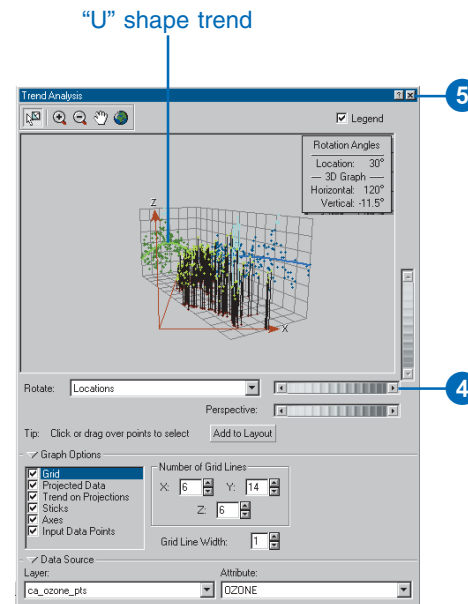 “U” shape trend
Trend Analysis
5
Legend
Rotation Angles
Location: 30°
3D Graph
Horizontal: 120°
Vertical: -11.5°
Z
X
Rotate: Locations
4
Perspective:
Tip: Click or drag over points to select Add to Layout
Graph Options
Grid
Projected Data
Trend on Projections
Sticks
Axes
Input Data Points
Number of Grid Lines
X: 6 Y: 14
Z: 6
Grid Line Width: 1
Data Source
Layer: Attribute:
ca_ozone_pts OZONE